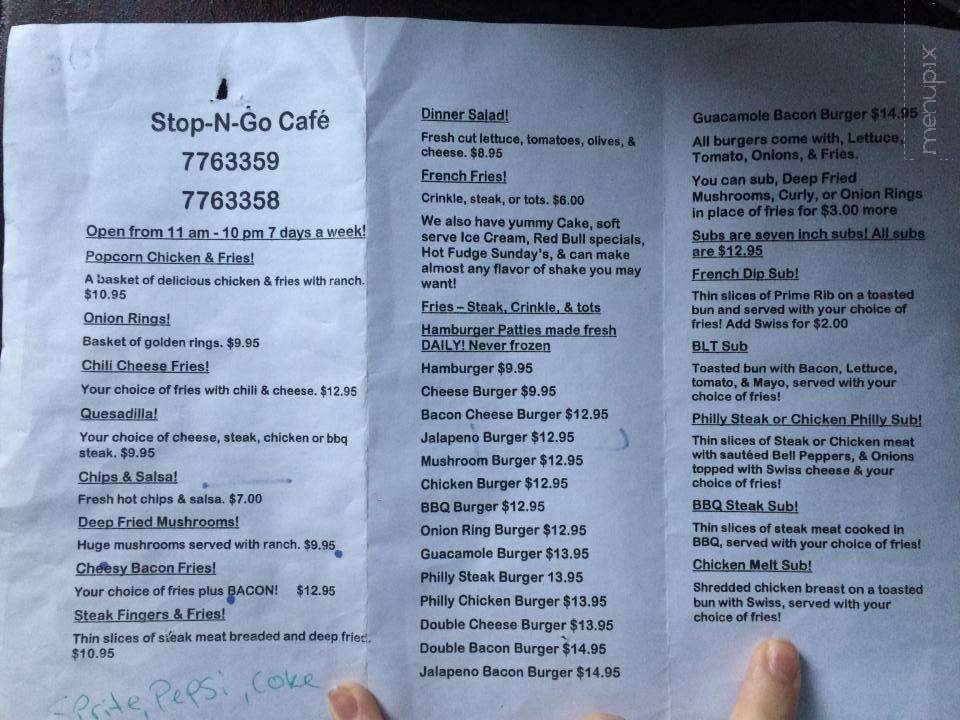 Stop-N-Go Café
7763359
7763358
Open from 11 am - 10 pm 7 days a week!
Popcorn Chicken & Fries!
A basket of delicious chicken & fries with ranch.
$10.95
Onion Rings!
Basket of golden rings. $9.95
Chili Cheese Fries!
Your choice of fries with chili & cheese. $12.95
Quesadilla!
Your choice of cheese, steak, chicken or bbq
steak. $9.95
Chips & Salsa!
Fresh hot chips & salsa. $7.00
Deep Fried Mushrooms!
Huge mushrooms served with ranch. $9.95
Cheesy Bacon Fries!
Your choice of fries plus BACON! $12.95
Steak Fingers & Fries!
Thin slices of steak meat breaded and deep fried.
$10.95
Sprite, Pepsi, Coke
Dinner Salad!
Fresh cut lettuce, tomatoes, olives, &
cheese. $8.95
French Fries!
Crinkle, steak, or tots. $6.00
We also have yummy Cake, soft
serve Ice Cream, Red Bull specials,
Hot Fudge Sunday's, & can make
almost any flavor of shake you may
want!
Fries – Steak, Crinkle, & tots
Hamburger Patties made fresh
DAILY! Never frozen
Hamburger $9.95
Cheese Burger $9.95
Bacon Cheese Burger $12.95
Jalapeno Burger $12.95
Mushroom Burger $12.95
Chicken Burger $12.95
BBQ Burger $12.95
Onion Ring Burger $12.95
Guacamole Burger $13.95
Philly Steak Burger 13.95
Philly Chicken Burger $13.95
Double Cheese Burger $13.95
Double Bacon Burger $14.95
Jalapeno Bacon Burger $14.95
Guacamole Bacon Burger $14.95
All burgers come with, Lettuce,
Tomato, Onions, & Fries.
You can sub, Deep Fried
Mushrooms, Curly, or Onion Rings
in place of fries for $3.00 more
Subs are seven inch subs! All subs
are $12.95
French Dip Sub!
Thin slices of Prime Rib on a toasted
bun and served with your choice of
fries! Add Swiss for $2.00
BLT Sub
Toasted bun with Bacon, Lettuce,
tomato, & Mayo, served with your
choice of fries!
Philly Steak or Chicken Philly Sub!
Thin slices of Steak or Chicken meat
with sautéed Bell Peppers, & Onions
topped with Swiss cheese & your
choice of fries!
BBQ Steak Sub!
Thin slices of steak meat cooked in
BBQ, served with your choice of fries!
Chicken Melt Sub!
Shredded chicken breast on a toasted
bun with Swiss, served with your
choice of fries!
menupix